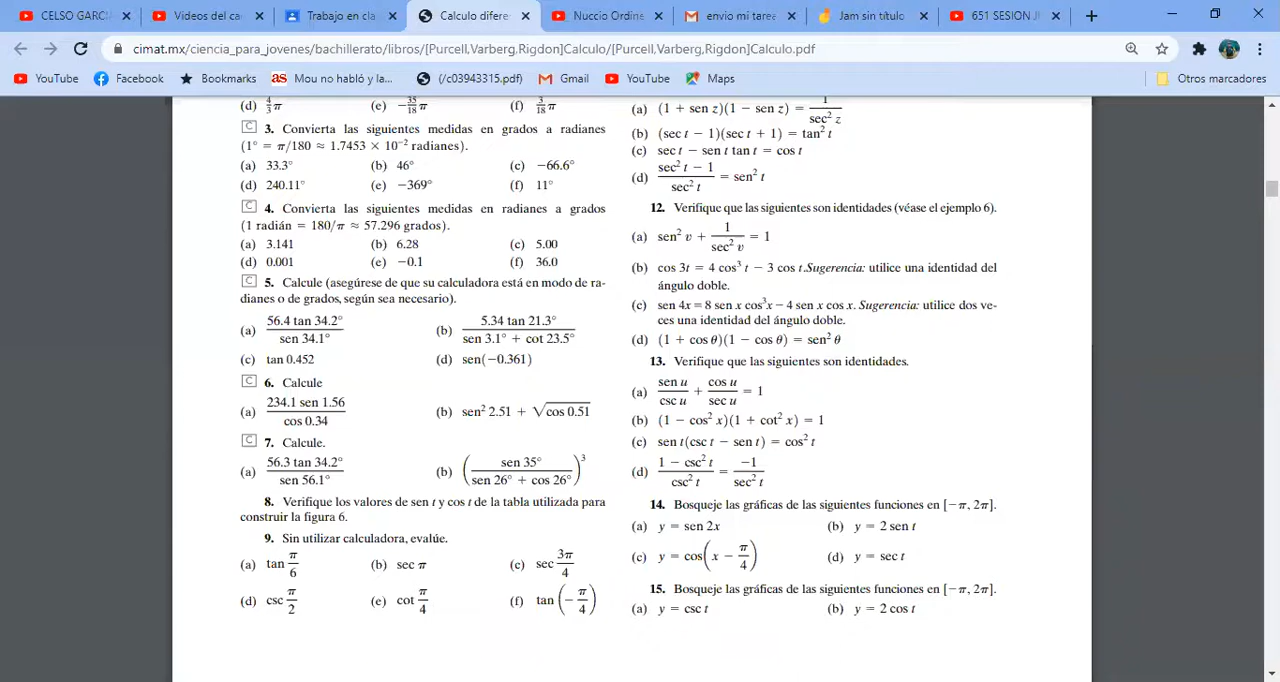 CELSO GARC
Videos del car
Trabajo en cla
Cálculo difere
Nuccio Ordine
envio mi taree
Jam sin título
651 SESION JU
cimat.mx/ciencia_para_jovenes/bachillerato/libros/[Purcell,Varberg,Rigdon]Calculo/[Purcell,Varberg,Rigdon]Calculo.pdf
YouTube
Facebook
Bookmarks
Mou no habló y la...
(/c03943315.pdf)
Gmail
YouTube
Maps
Otros marcadores
(d) 4/3 π (e) −35/18 π (f) 3/18 π
C 3. Convierta las siguientes medidas en grados a radianes
(1° = π/180 ≈ 1.7453 × 10⁻² radianes).
(a) 33.3° (b) 46° (c) −66.6°
(d) 240.11° (e) −369° (f) 11°
C 4. Convierta las siguientes medidas en radianes a grados
(1 radián = 180/π ≈ 57.296 grados).
(a) 3.141 (b) 6.28 (c) 5.00
(d) 0.001 (e) −0.1 (f) 36.0
C 5. Calcule (asegúrese de que su calculadora está en modo de ra-
dianes o de grados, según sea necesario).
(a) 56.4 tan 34.2° / sen 34.1° (b) 5.34 tan 21.3° / sen 3.1° + cot 23.5°
(c) tan 0.452 (d) sen(−0.361)
C 6. Calcule
(a) 234.1 sen 1.56 / cos 0.34 (b) sen² 2.51 + √cos 0.51
C 7. Calcule.
(a) 56.3 tan 34.2° / sen 56.1° (b) (sen 35° / sen 26° + cos 26°)³
8. Verifique los valores de sen t y cos t de la tabla utilizada para
construir la figura 6.
9. Sin utilizar calculadora, evalúe.
(a) tan π/6 (b) sec π (c) sec 3π/4
(d) csc π/2 (e) cot π/4 (f) tan(−π/4)
(a) (1 + sen z)(1 − sen z) = 1/sec² z
(b) (sec t − 1)(sec t + 1) = tan² t
(c) sec t − sen t tan t = cos t
(d) sec² t − 1 / sec² t = sen² t
12. Verifique que las siguientes son identidades (véase el ejemplo 6).
(a) sen² v + 1/sec² v = 1
(b) cos 3t = 4 cos³ t − 3 cos t. Sugerencia: utilice una identidad del
ángulo doble.
(c) sen 4x = 8 sen x cos³x − 4 sen x cos x. Sugerencia: utilice dos ve-
ces una identidad del ángulo doble.
(d) (1 + cos θ)(1 − cos θ) = sen² θ
13. Verifique que las siguientes son identidades.
(a) sen u / csc u + cos u / sec u = 1
(b) (1 − cos² x)(1 + cot² x) = 1
(c) sen t(csc t − sen t) = cos² t
(d) 1 − csc² t / csc² t = −1 / sec² t
14. Bosqueje las gráficas de las siguientes funciones en [−π, 2π].
(a) y = sen 2x (b) y = 2 sen t
(c) y = cos(x − π/4) (d) y = sec t
15. Bosqueje las gráficas de las siguientes funciones en [−π, 2π].
(a) y = csc t (b) y = 2 cos t